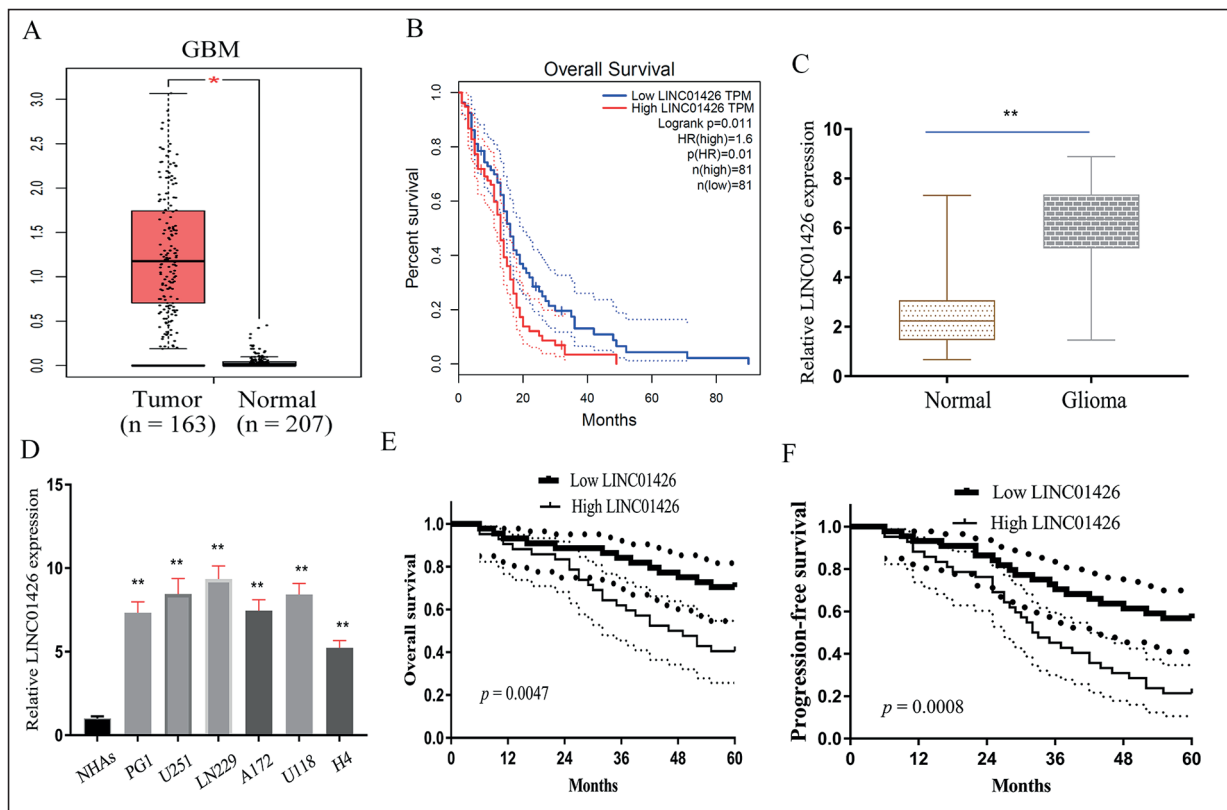 A
GBM
*
3.0
2.5
2.0
1.5
1.0
0.5
0.0
Tumor
(n = 163)
Normal
(n = 207)
B
Overall Survival
Low LINC01426 TPM
High LINC01426 TPM
Logrank p=0.011
HR(high)=1.6
p(HR)=0.01
n(high)=81
n(low)=81
Percent survival
1.0
0.8
0.6
0.4
0.2
0.0
0 20 40 60 80
Months
C
**
Relative LINC01426 expression
10
8
6
4
2
0
Normal Glioma
D
Relative LINC01426 expression
15
10
5
0
** ** ** ** ** **
NHAs PG1 U251 LN229 A172 U118 H4
E
Low LINC01426
High LINC01426
Overall survival
1.0
0.8
0.6
0.4
0.2
0.0
p = 0.0047
0 12 24 36 48 60
Months
F
Low LINC01426
High LINC01426
Progression-free survival
1.0
0.8
0.6
0.4
0.2
0.0
p = 0.0008
0 12 24 36 48 60
Months